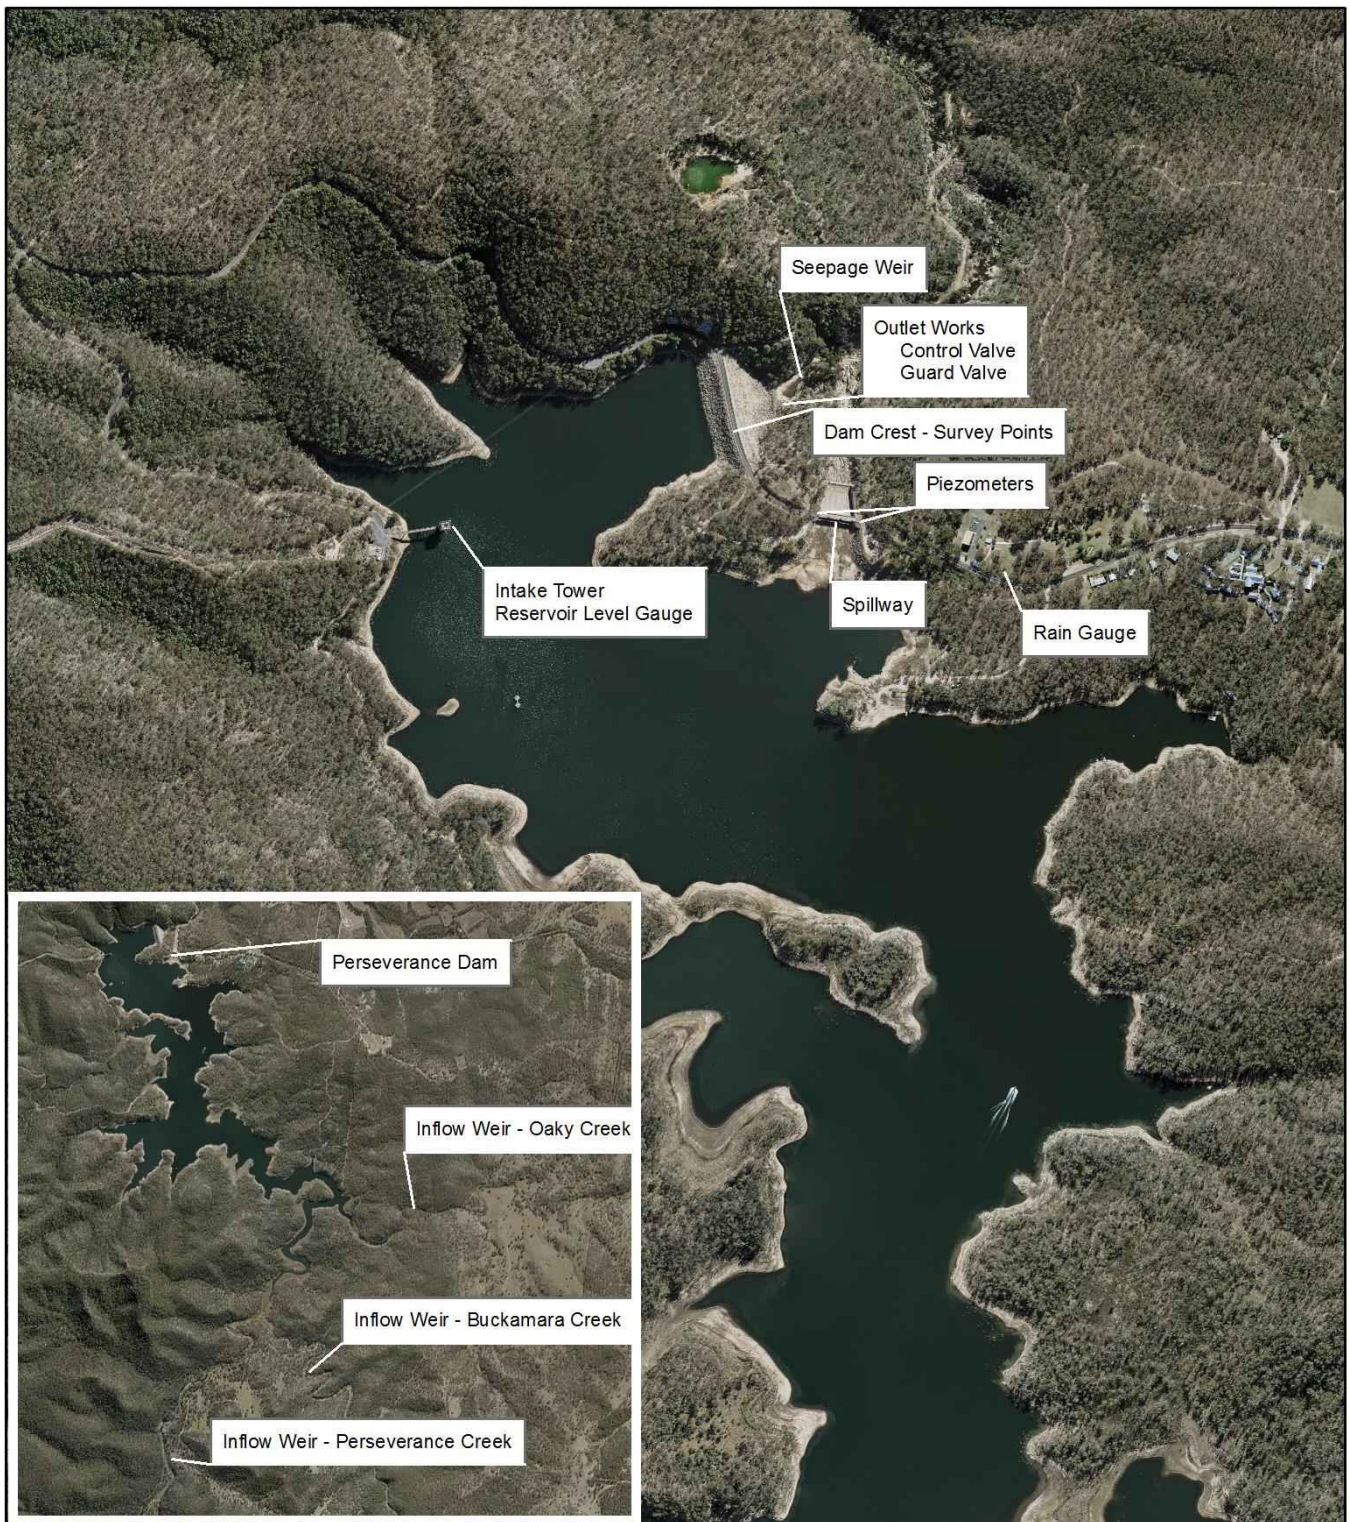 Seepage Weir
Outlet Works
Control Valve
Guard Valve
Dam Crest - Survey Points
Piezometers
Intake Tower
Reservoir Level Gauge
Spillway
Rain Gauge
Perseverance Dam
Inflow Weir - Oaky Creek
Inflow Weir - Buckamara Creek
Inflow Weir - Perseverance Creek